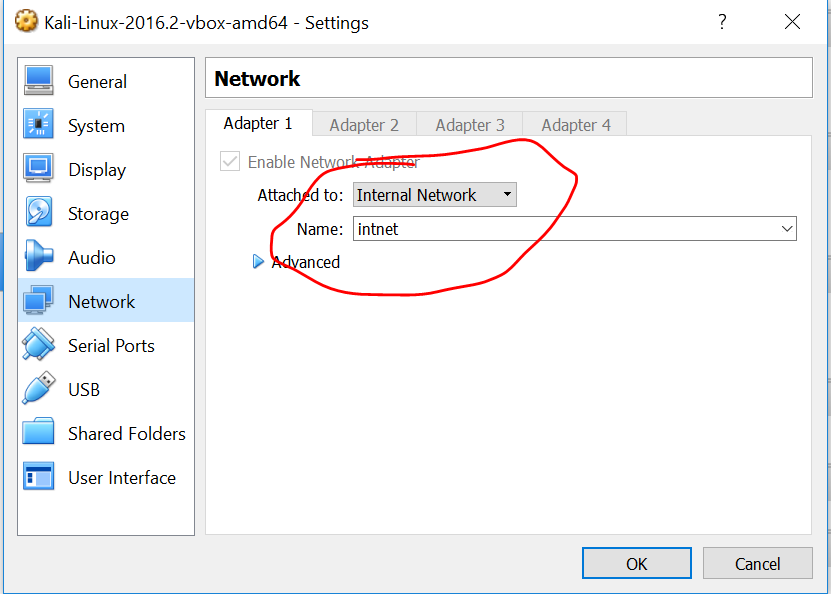 Kali-Linux-2016.2-vbox-amd64 - Settings
?
General
System
Display
Storage
Audio
Network
Serial Ports
USB
Shared Folders
User Interface
Network
Adapter 1 Adapter 2 Adapter 3 Adapter 4
Enable Network Adapter
Attached to: Internal Network
Name: intnet
Advanced
OK Cancel